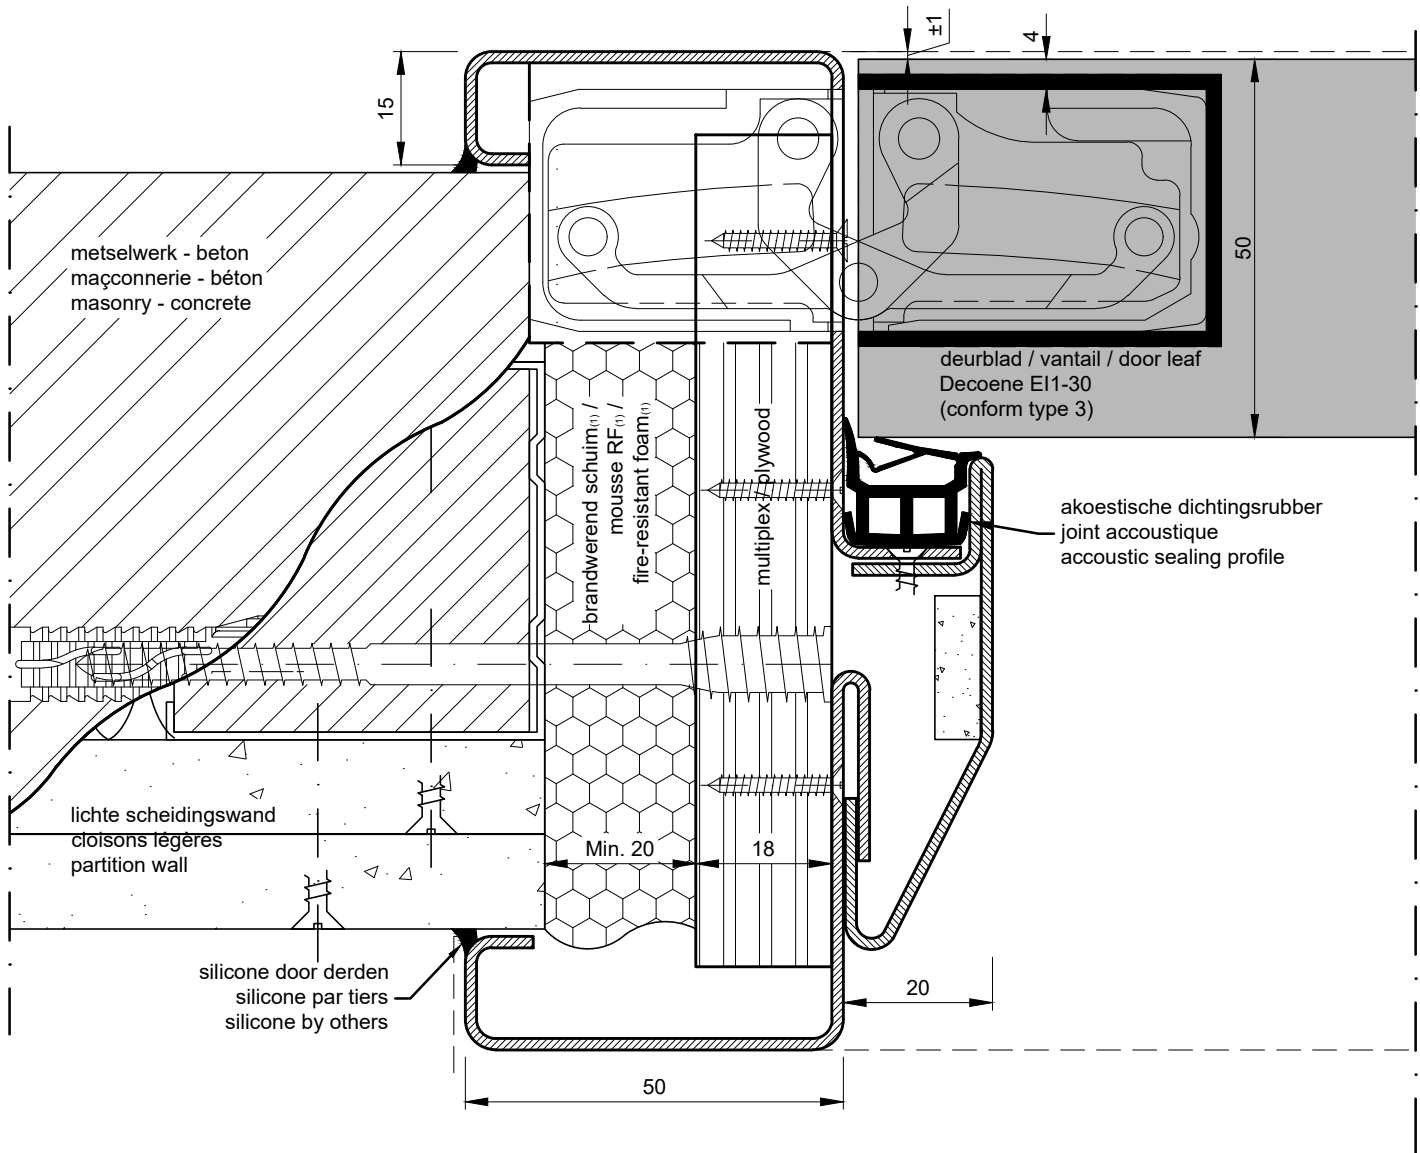 ±1
4
15
metselwerk - beton
maçconnerie - béton
masonry - concrete
50
deurblad / vantail / door leaf
Decoene EI1-30
(conform type 3)
brandwerend schuim(1) /
mousse RF(1) /
fire-resistant foam(1)
multiplex / plywood
akoestische dichtingsrubber
joint accoustique
accoustic sealing profile
lichte scheidingswand
cloisons légères
partition wall
Min. 20
18
silicone door derden
silicone par tiers
silicone by others
20
50